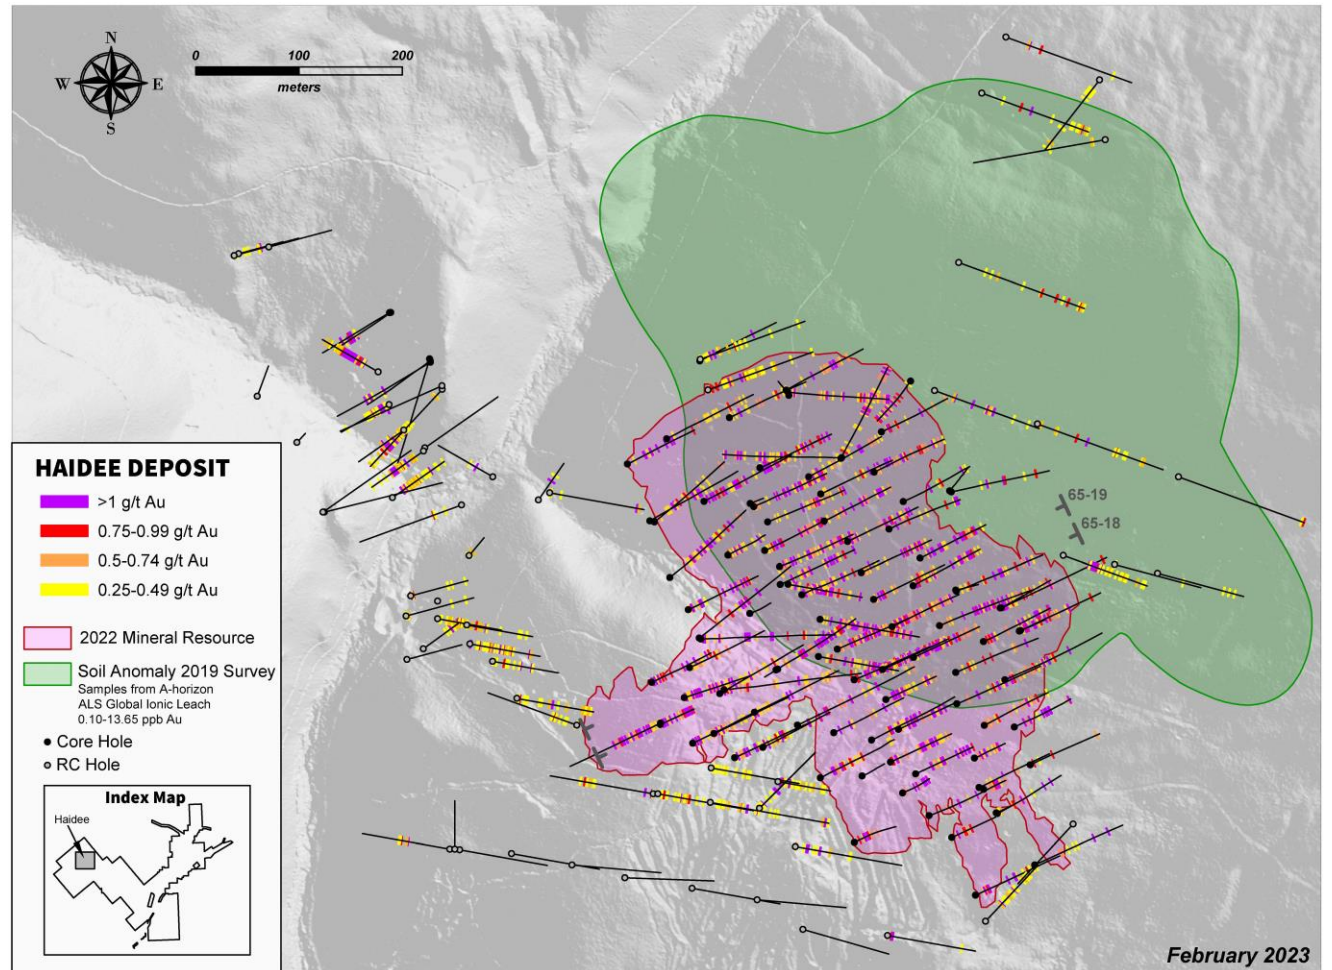 N
W
E
S
0
100
200
meters
65-19
65-18
HAIDEE DEPOSIT
>1 g/t Au
0.75-0.99 g/t Au
0.5-0.74 g/t Au
0.25-0.49 g/t Au
2022 Mineral Resource
Soil Anomaly 2019 Survey
Samples from A-horizon
ALS Global Ionic Leach
0.10-13.65 ppb Au
Core Hole
RC Hole
Index Map
Haidee
February 2023